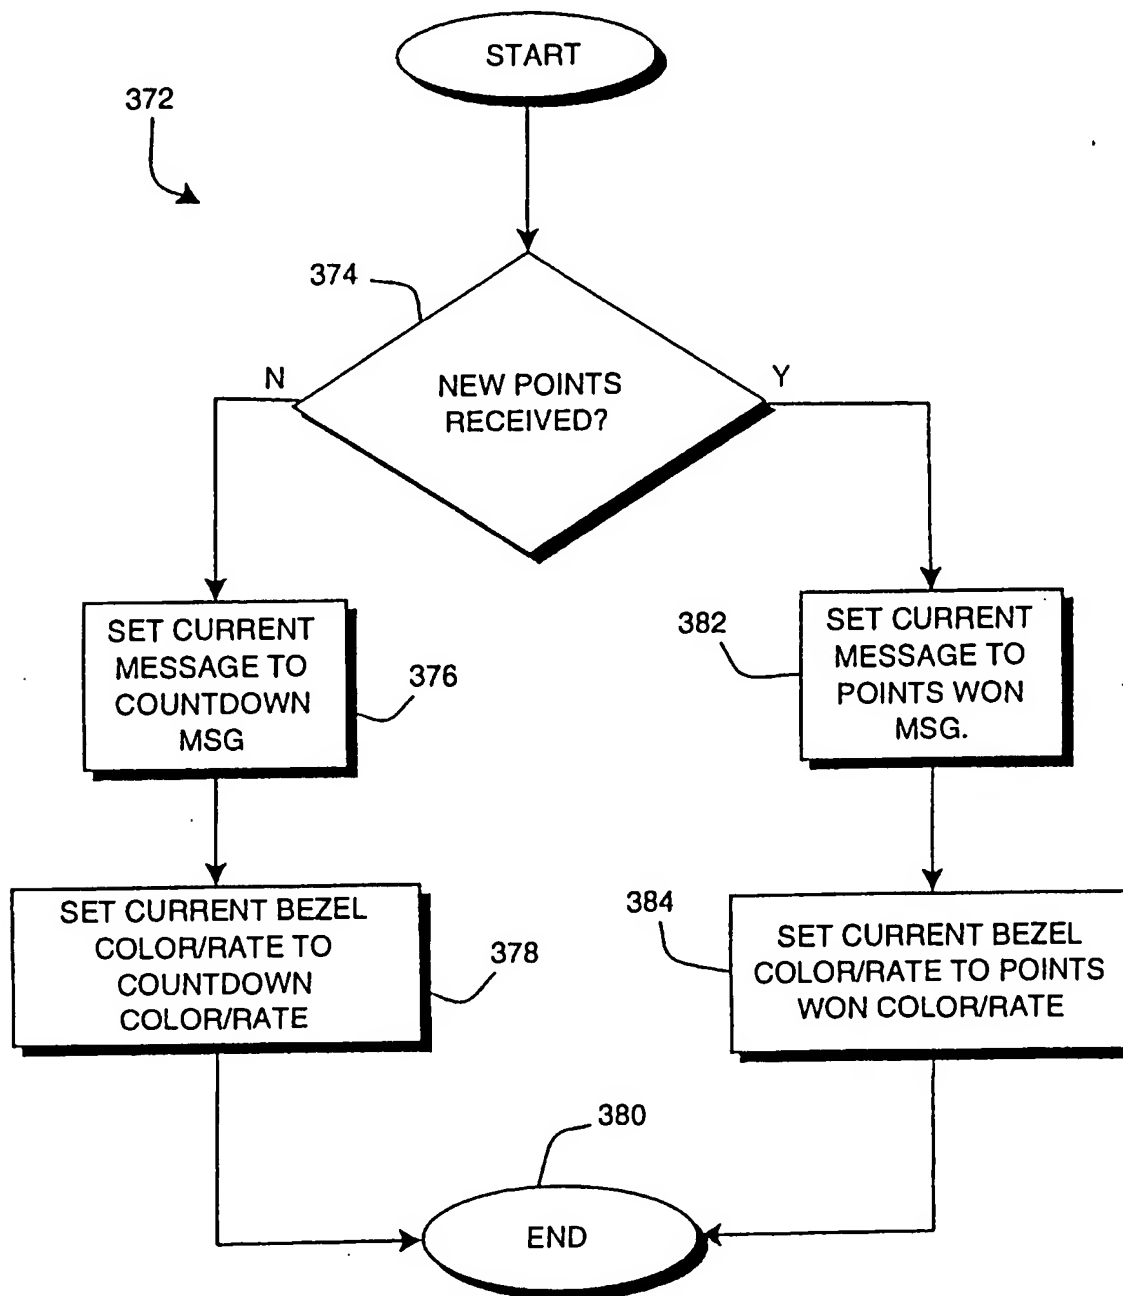 START
372
374
N
Y
NEW POINTS
RECEIVED?
SET CURRENT
MESSAGE TO
COUNTDOWN
MSG
376
382
SET CURRENT
MESSAGE TO
POINTS WON
MSG.
SET CURRENT BEZEL
COLOR/RATE TO
COUNTDOWN
COLOR/RATE
378
384
SET CURRENT BEZEL
COLOR/RATE TO POINTS
WON COLOR/RATE
380
END